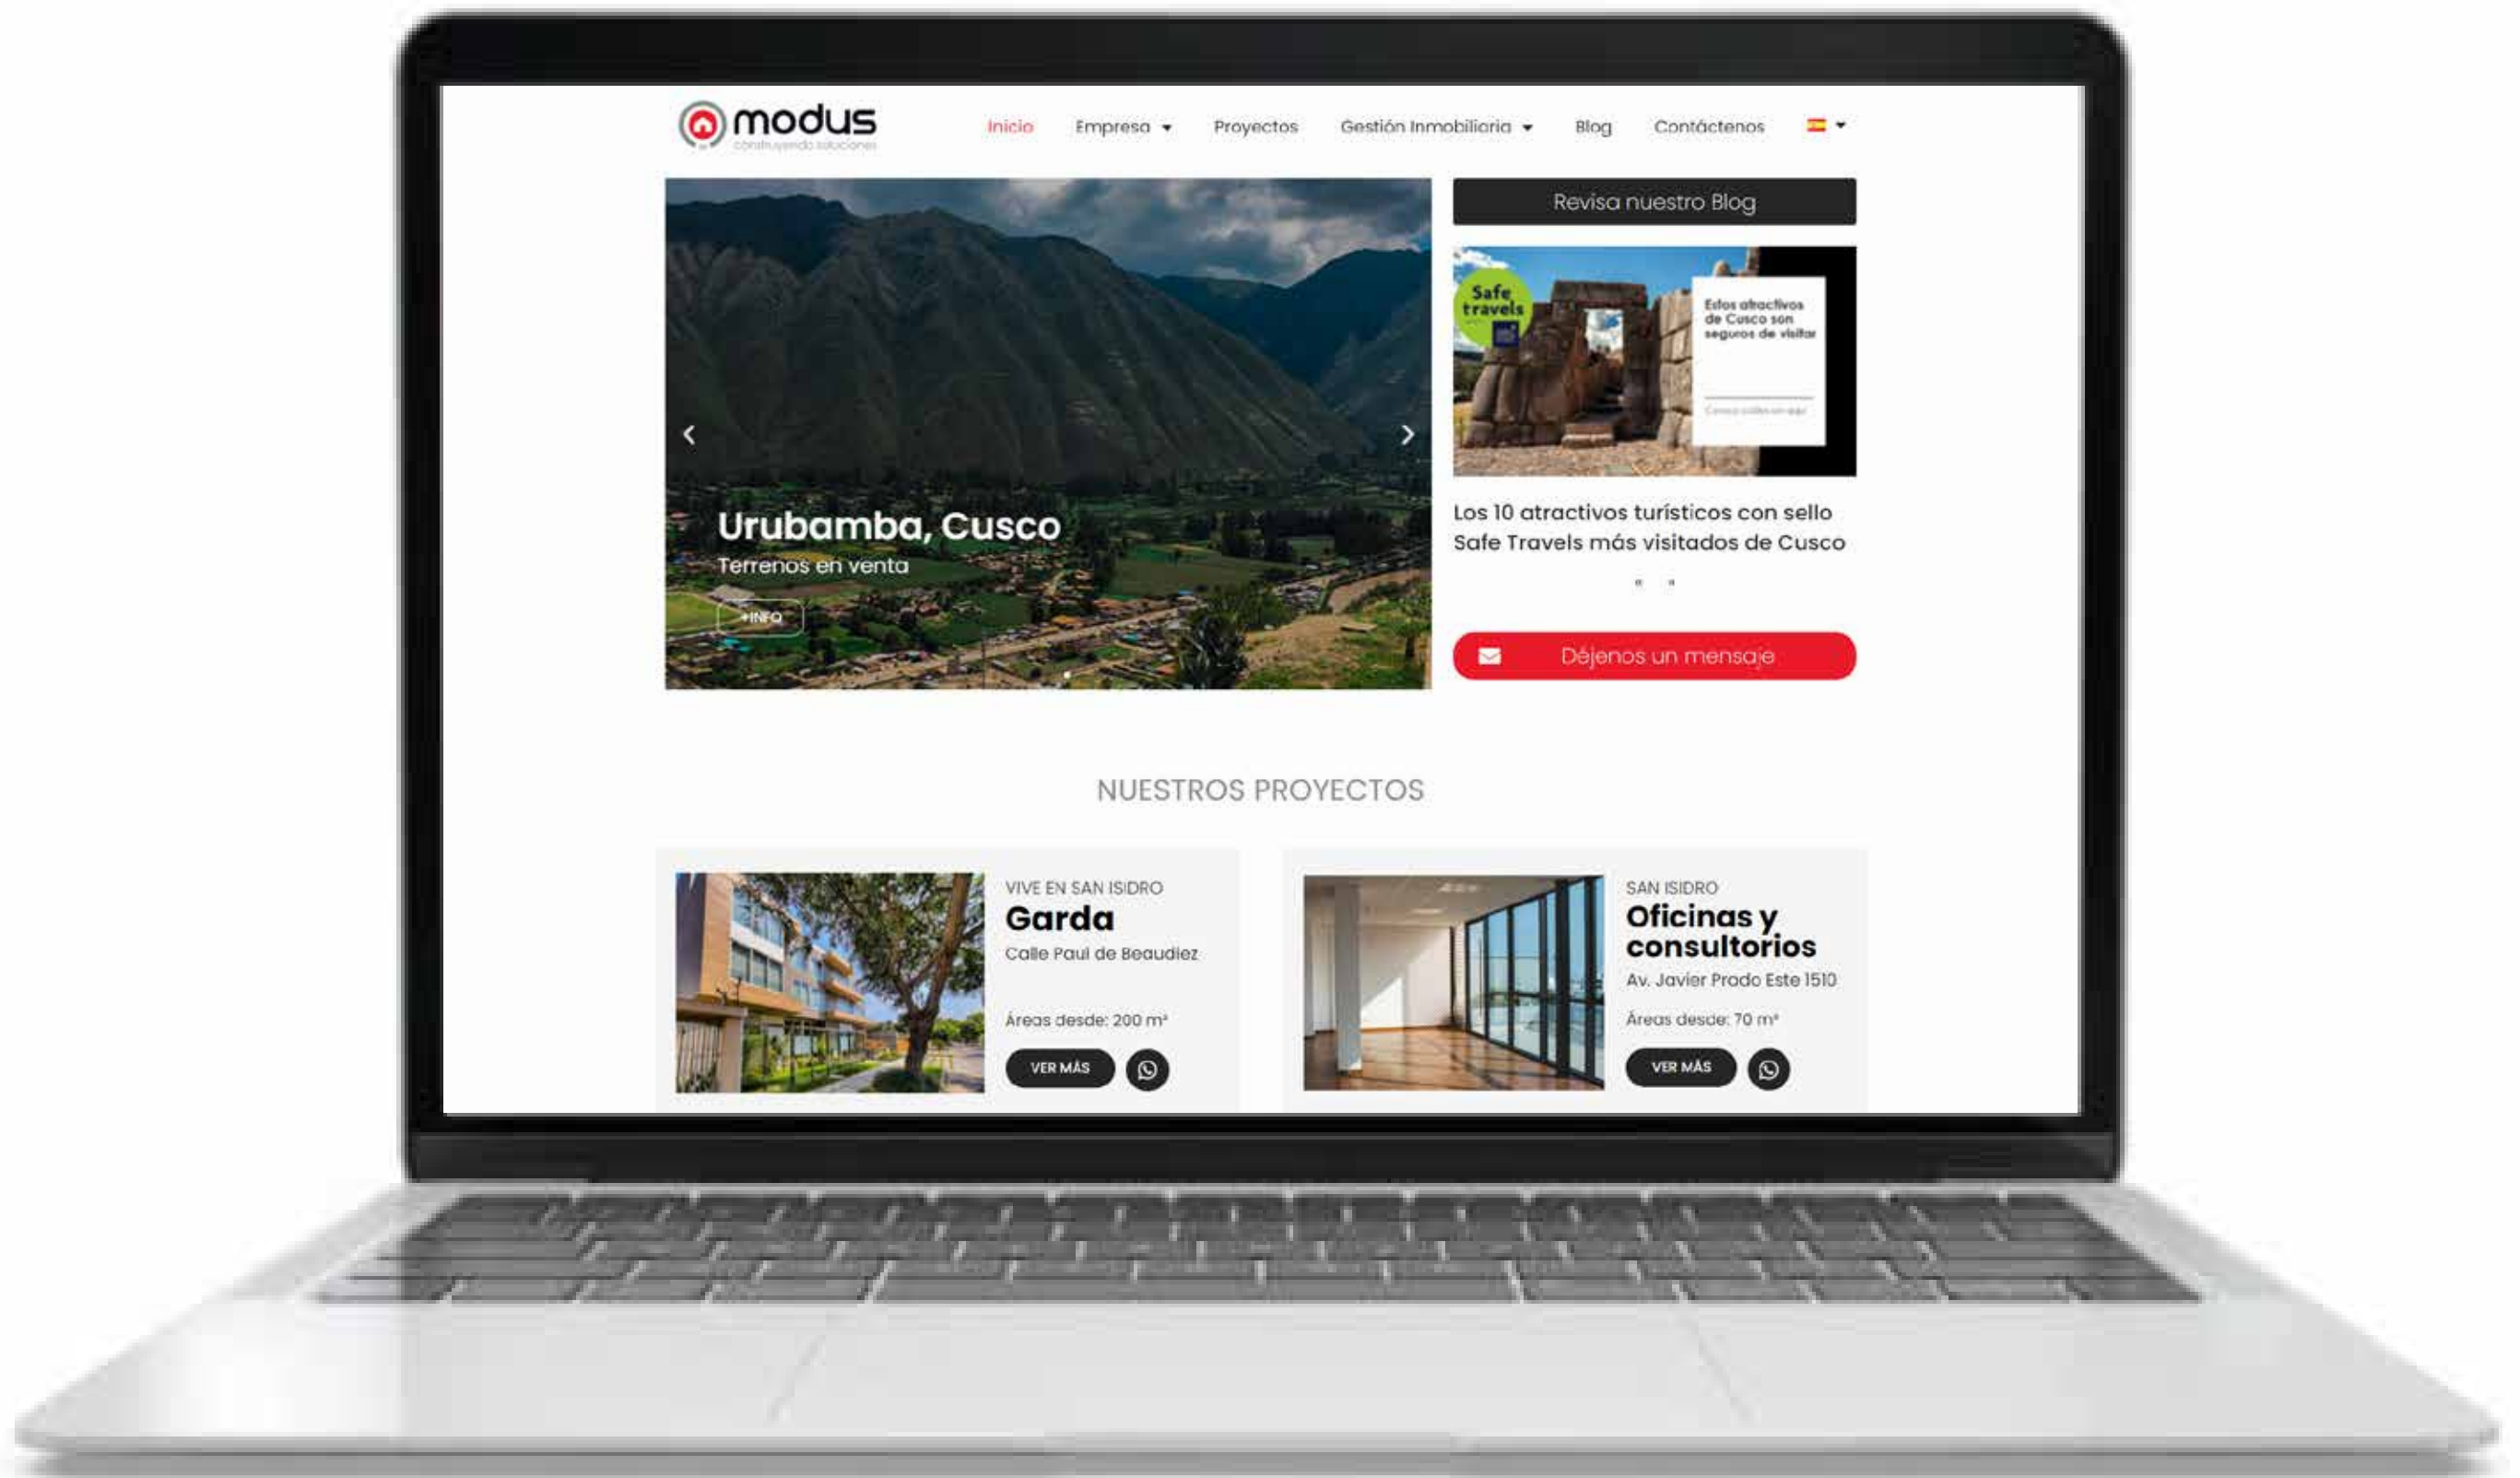 modus
construyendo soluciones
Inicio Empresa Proyectos Gestión Inmobiliaria Blog Contáctenos
Urubamba, Cusco
Terrenos en venta
+INFO
Revisa nuestro Blog
Safe
travels
Estos atractivos
de Cusco son
seguros de visitar
Los 10 atractivos turísticos con sello
Safe Travels más visitados de Cusco
Déjenos un mensaje
NUESTROS PROYECTOS
VIVE EN SAN ISIDRO
Garda
Calle Paul de Beaudiez
Áreas desde: 200 m²
VER MÁS
SAN ISIDRO
Oficinas y
consultorios
Av. Javier Prado Este 1510
Áreas desde: 70 m²
VER MÁS